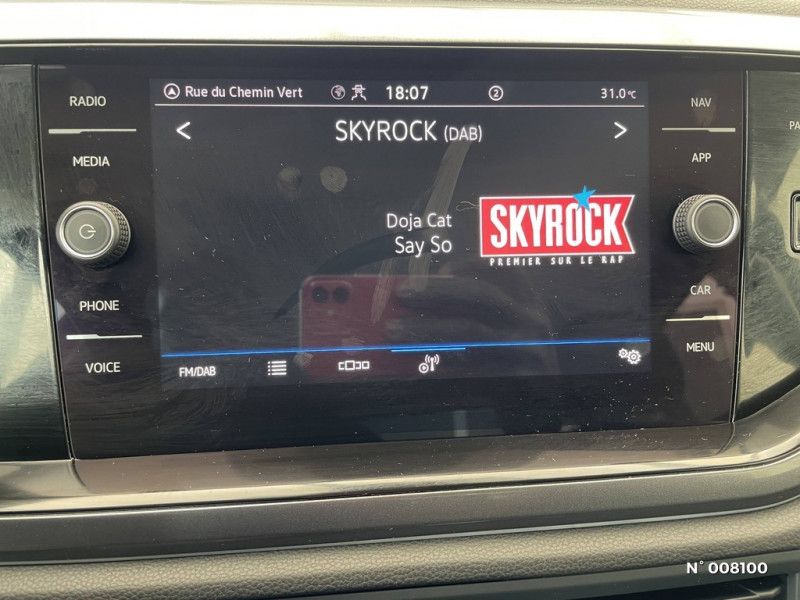 RADIO
MEDIA
PHONE
VOICE
Rue du Chemin Vert 18:07 2 31.0°C
SKYROCK (DAB)
Doja Cat
Say So
SKYROCK
PREMIER SUR LE RAP
FM/DAB
NAV
APP
CAR
MENU
PA
N° 008100